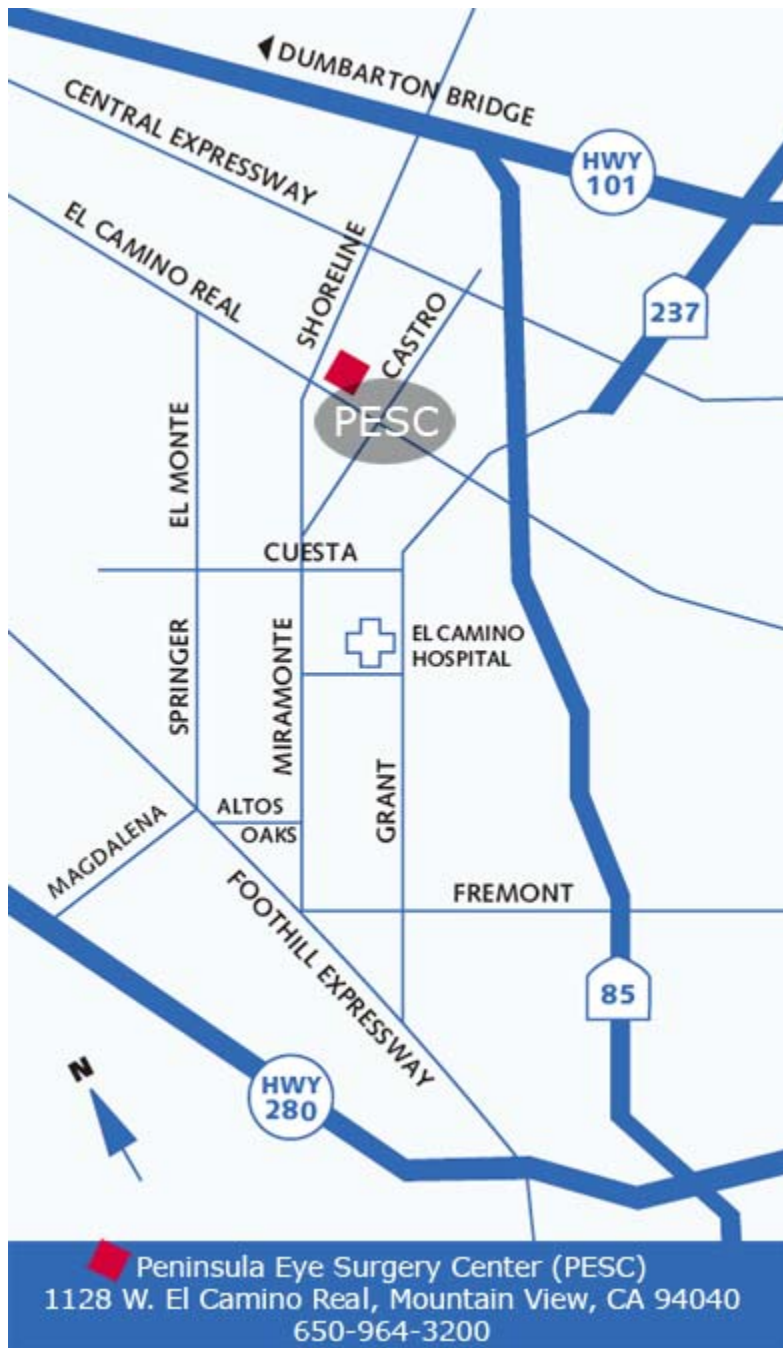 DUMBARTON BRIDGE
CENTRAL EXPRESSWAY
HWY
101
EL CAMINO REAL
SHORELINE
237
CASTRO
PESC
EL MONTE
CUESTA
EL CAMINO
HOSPITAL
SPRINGER
MIRAMONTE
GRANT
ALTOS
OAKS
MAGDALENA
FREMONT
FOOTHILL EXPRESSWAY
85
N
HWY
280
Peninsula Eye Surgery Center (PESC)
1128 W. El Camino Real, Mountain View, CA 94040
650-964-3200